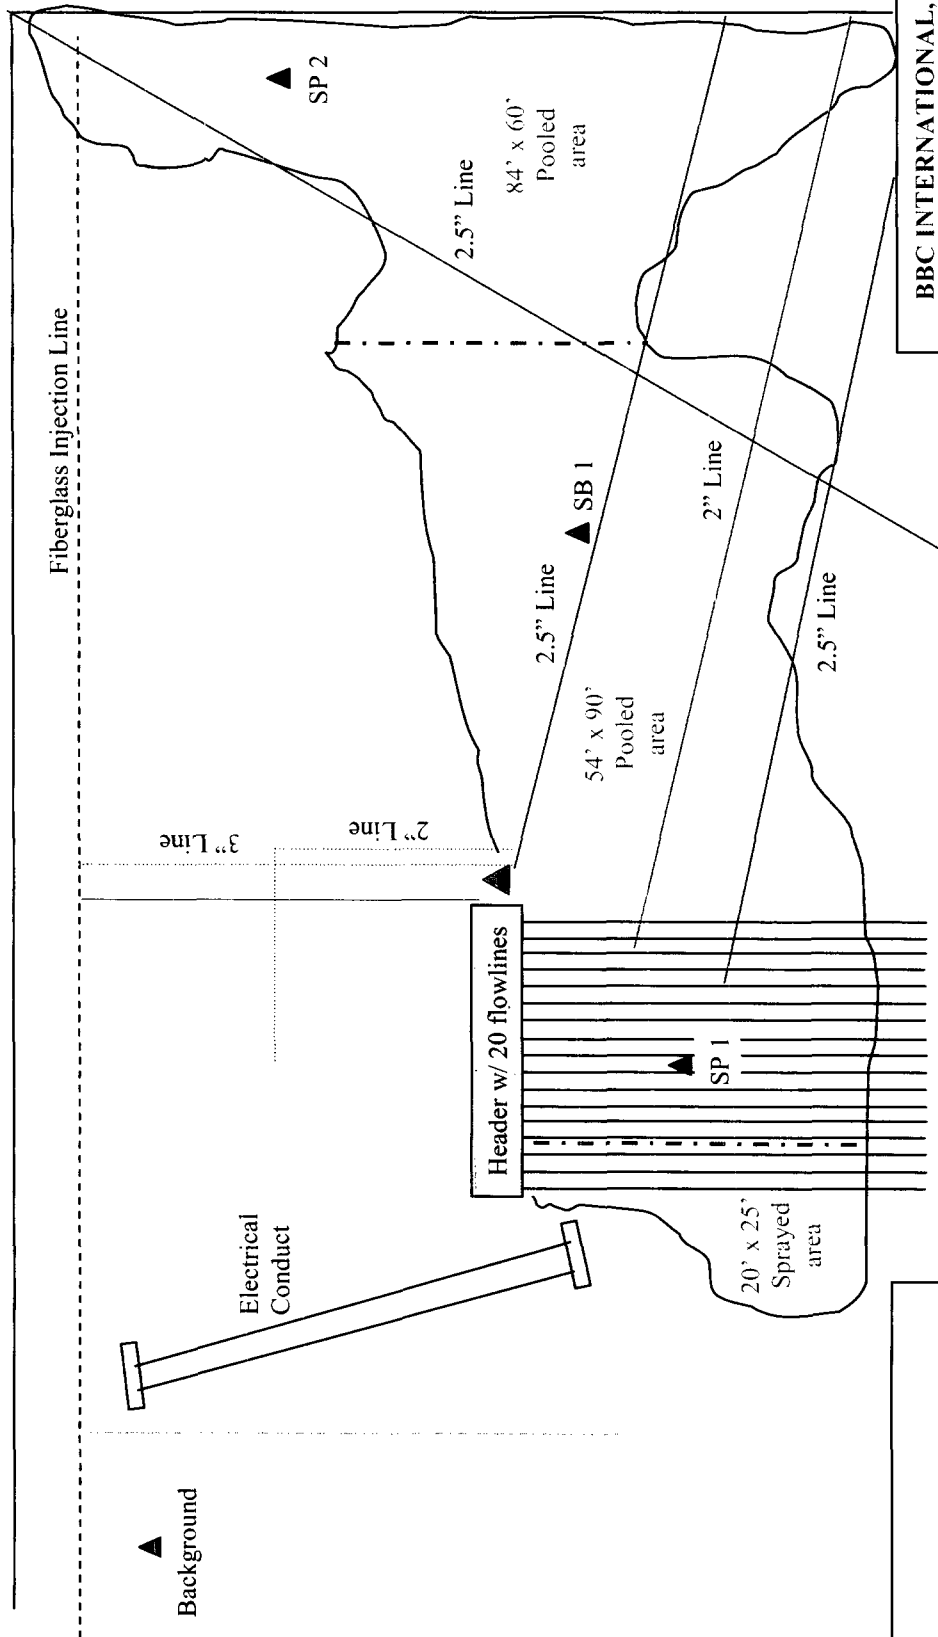 Fiberglass Injection Line
SP 2
84' x 60'
Pooled
area
2.5” Line
SB 1
2” Line
2.5” Line
2.5” Line
54' x 90'
Pooled
area
3” Line
2” Line
Header w/ 20 flowlines
SP 1
20' x 25'
Sprayed
area
Electrical
Conduct
Background
BBC INTERNATIONAL,